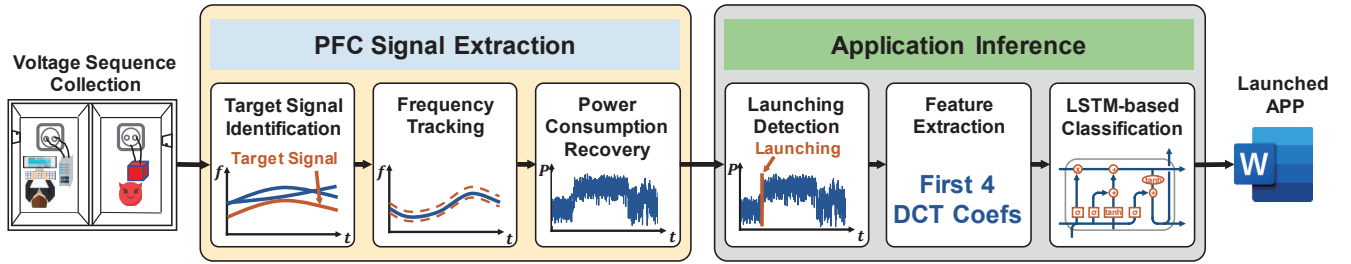 Voltage Sequence
Collection
PFC Signal Extraction
Target Signal
Identification
Target Signal
f
t
Frequency
Tracking
f
t
Power
Consumption
Recovery
P
t
Application Inference
Launching
Detection
Launching
P
t
Feature
Extraction
First 4
DCT Coefs
LSTM-based
Classification
tanh
σ
σ
tanh
σ
Launched
APP
W